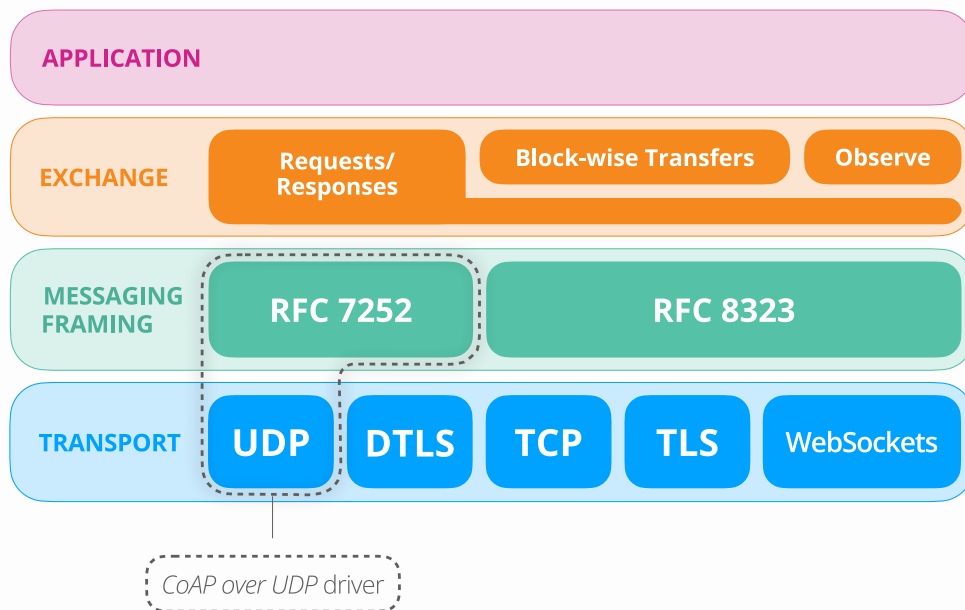 APPLICATION
EXCHANGE
Requests/
Responses
Block-wise Transfers
Observe
MESSAGING
FRAMING
RFC 7252
RFC 8323
TRANSPORT
UDP
DTLS
TCP
TLS
WebSockets
CoAP over UDP driver